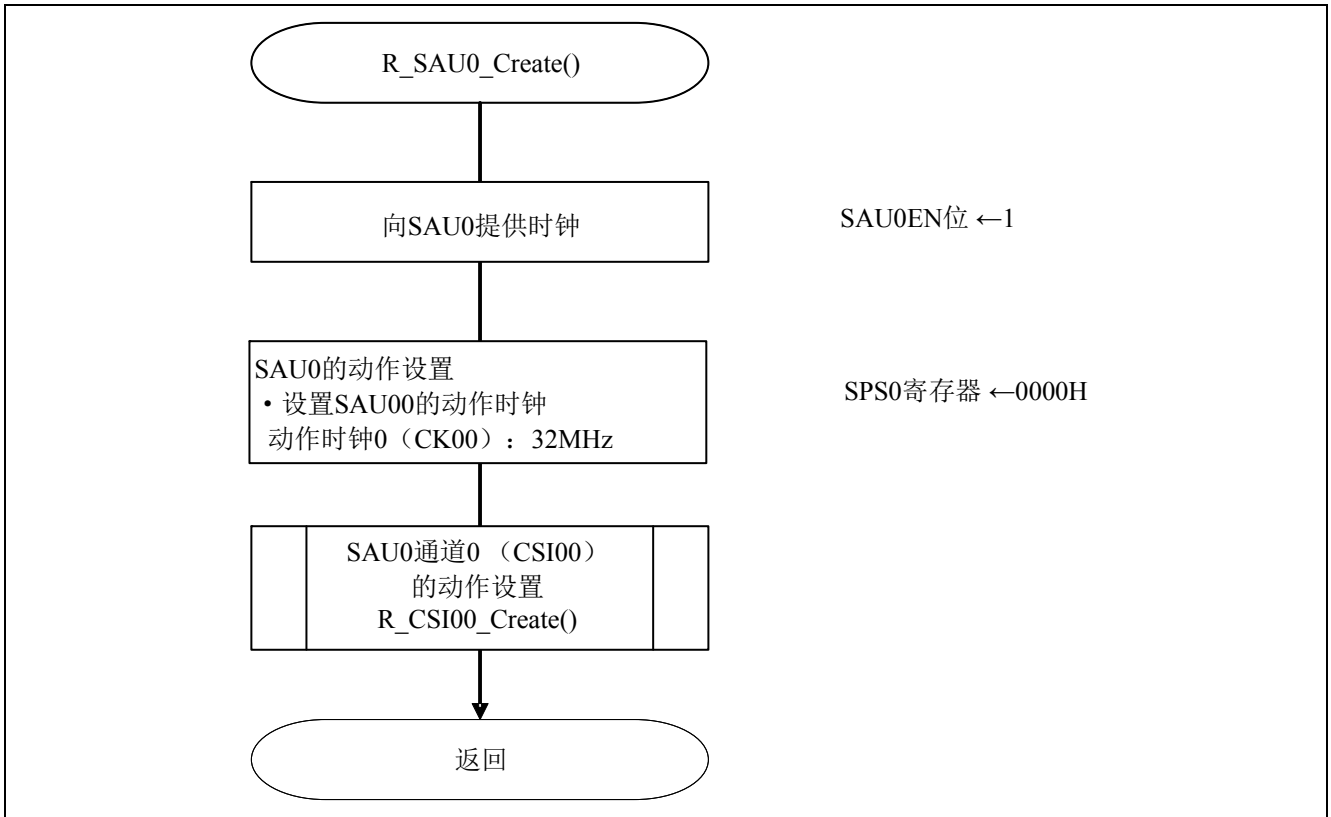 R_SAU0_Create()
向SAU0提供时钟
SAU0EN位 ←1
SAU0的动作设置
・设置SAU00的动作时钟
动作时钟0（CK00）：32MHz
SPS0寄存器 ←0000H
SAU0通道0 （CSI00）
的动作设置
R_CSI00_Create()
返回